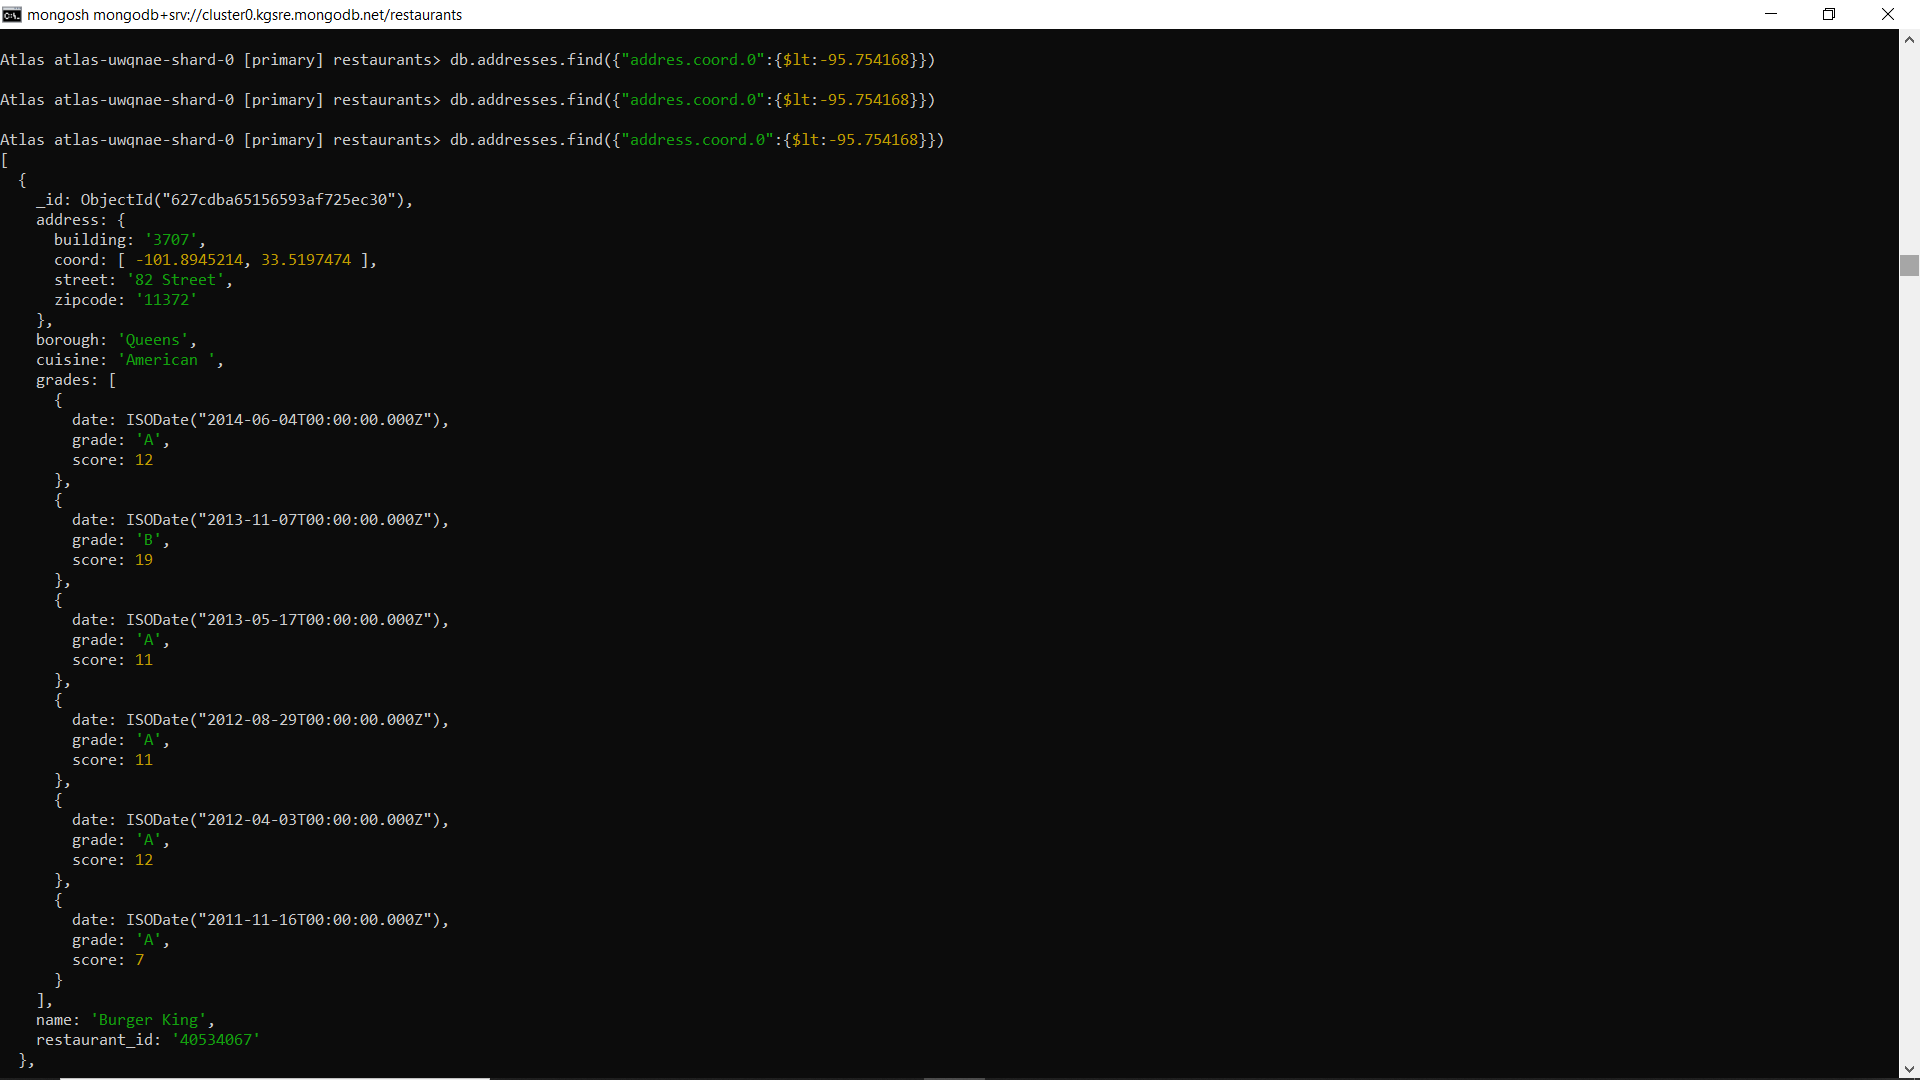 mongosh mongodb+srv://cluster0.kgsre.mongodb.net/restaurants
Atlas atlas-uwqnae-shard-0 [primary] restaurants> db.addresses.find({"addres.coord.0":{$lt:-95.754168}})
Atlas atlas-uwqnae-shard-0 [primary] restaurants> db.addresses.find({"addres.coord.0":{$lt:-95.754168}})
Atlas atlas-uwqnae-shard-0 [primary] restaurants> db.addresses.find({"address.coord.0":{$lt:-95.754168}})
[
  {
    _id: ObjectId("627cdba65156593af725ec30"),
    address: {
      building: '3707',
      coord: [ -101.8945214, 33.5197474 ],
      street: '82 Street',
      zipcode: '11372'
    },
    borough: 'Queens',
    cuisine: 'American ',
    grades: [
      {
        date: ISODate("2014-06-04T00:00:00.000Z"),
        grade: 'A',
        score: 12
      },
      {
        date: ISODate("2013-11-07T00:00:00.000Z"),
        grade: 'B',
        score: 19
      },
      {
        date: ISODate("2013-05-17T00:00:00.000Z"),
        grade: 'A',
        score: 11
      },
      {
        date: ISODate("2012-08-29T00:00:00.000Z"),
        grade: 'A',
        score: 11
      },
      {
        date: ISODate("2012-04-03T00:00:00.000Z"),
        grade: 'A',
        score: 12
      },
      {
        date: ISODate("2011-11-16T00:00:00.000Z"),
        grade: 'A',
        score: 7
      }
    ],
    name: 'Burger King',
    restaurant_id: '40534067'
  },